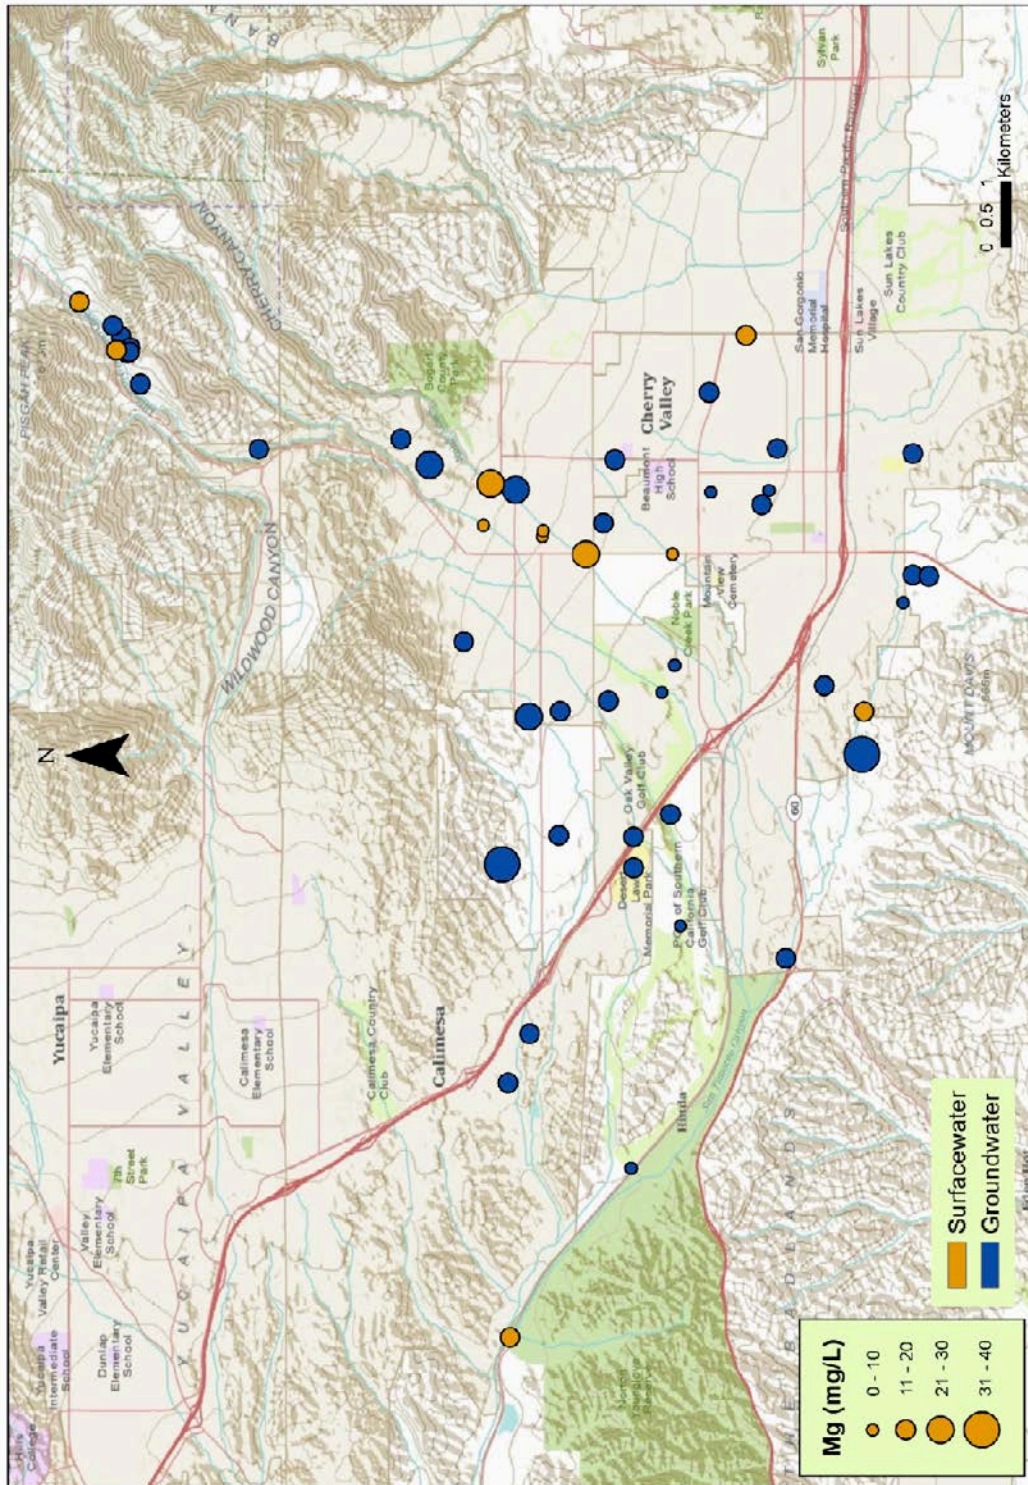 N
BAN
PISGAH PEAK
CHERRY CANYON
WILDWOOD CANYON
Yucaipa
Yucaipa
Elementary
School
Calimesa
Elementary
School
Calimesa Country
Club
Calimesa
Y U C A I P A V A L L E Y
7th
Street
Park
Valley
Elementary
School
Yucaipa
Valley Retail
Center
Yucaipa
Intermediate
School
Dunlap
Elementary
School
Hills
College
Cherry
Valley
Beaumont
High
School
Mountain
View
Cemetery
Noble
Creek Park
Oak Valley
Golf Club
Desert
Lawn
Memorial Park
of Southern
California
Golf Club
San Gorgonio
Memorial
Hospital
Sun Lakes
Village
Sun Lakes
Country Club
Sylvan
Park
Southern Pacific Railroad
MOUNT DAVIS
60
San Timoteo Canyon
T H E B A D L A N D S
0 0.5 1
Kilometers
Surfacewater
Groundwater
Mg (mg/L)
0 - 10
11 - 20
21 - 30
31 - 40